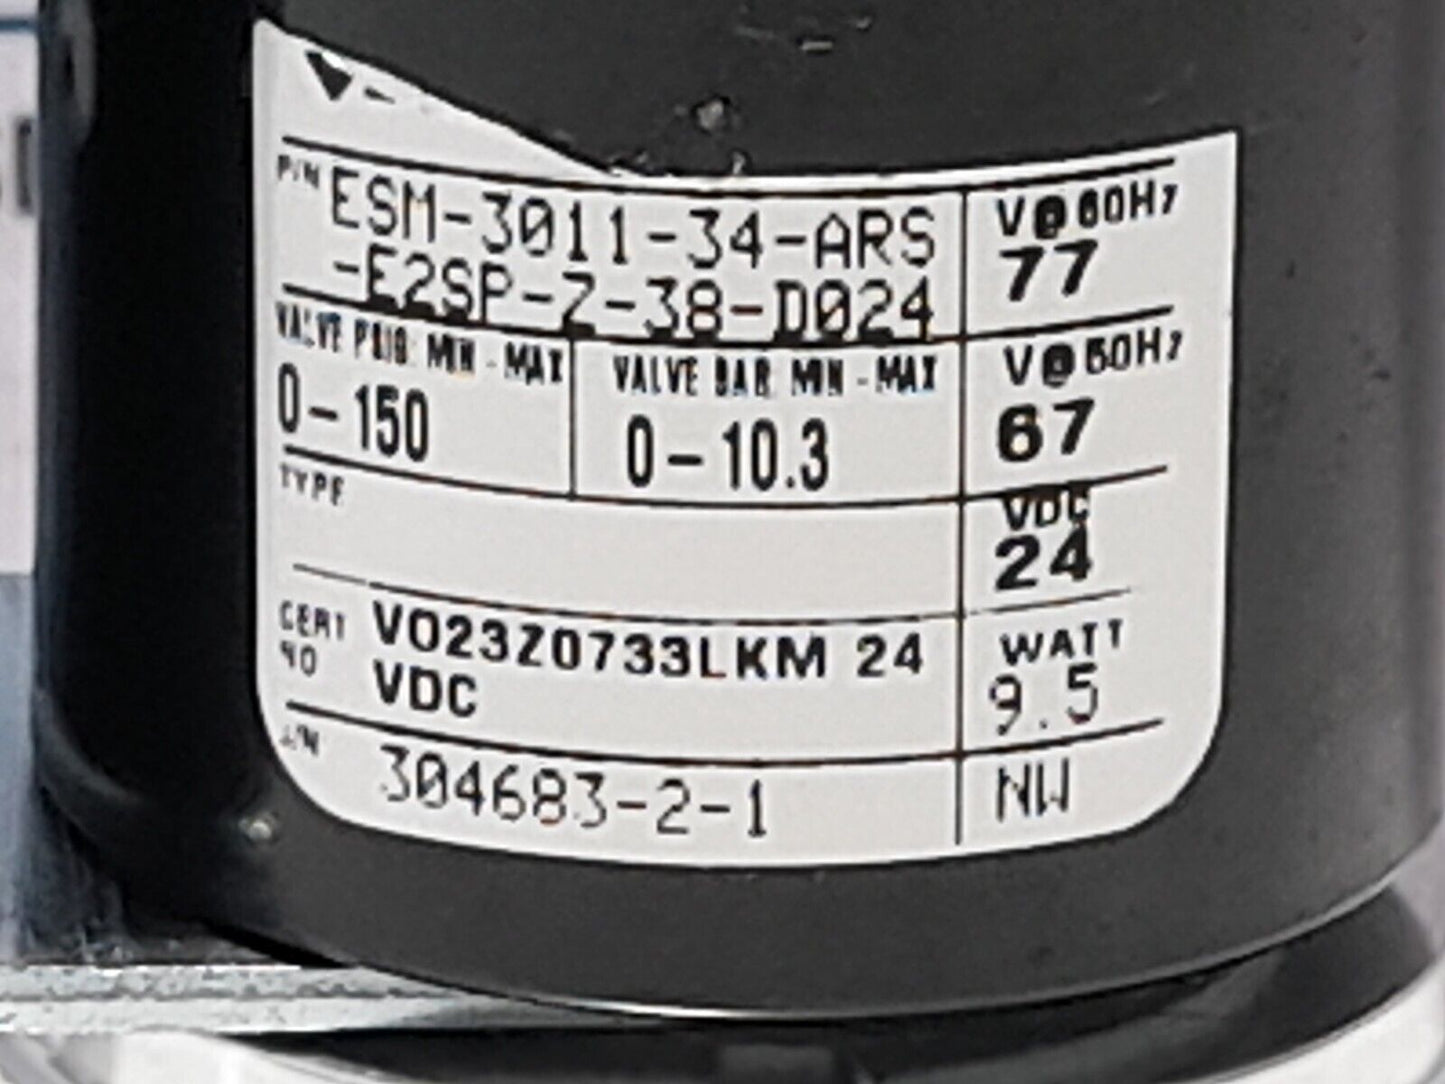 P/N ESM-3011-34-ARS
-E2SP-Z-38-D024
V@60Hz
77
VALVE PSIG MIN - MAX
0-150
VALVE BAR MIN - MAX
0-10.3
V@50Hz
67
TYPE
VDC
24
CERT NO
VO23Z0733LKM 24
VDC
WATT
9.5
304683-2-1
NW